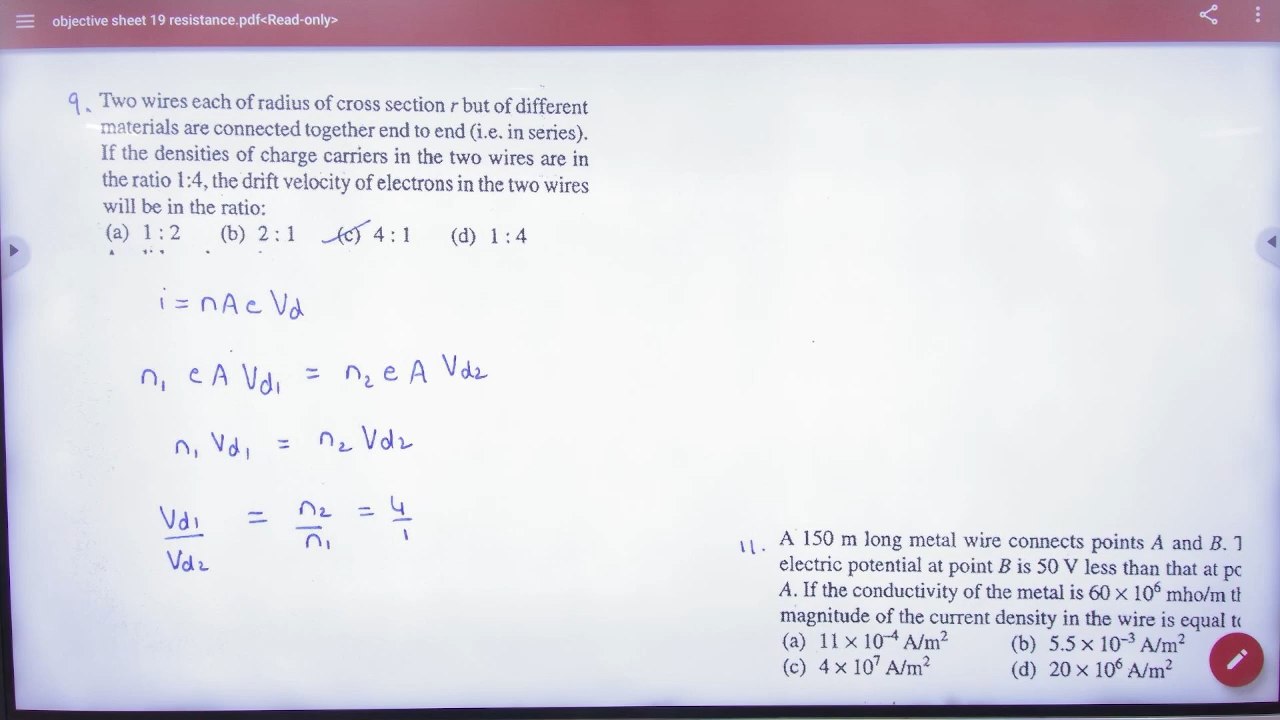 objective sheet 19 resistance.pdf<Read-only>
9. Two wires each of radius of cross section r but of different
materials are connected together end to end (i.e. in series).
If the densities of charge carriers in the two wires are in
the ratio 1:4, the drift velocity of electrons in the two wires
will be in the ratio:
(a) 1 : 2 (b) 2 : 1 (c) 4 : 1 (d) 1 : 4
i = nAeVd
n₁ eA Vd₁ = n₂ eA Vd₂
n₁ Vd₁ = n₂ Vd₂
Vd₁/Vd₂ = n₂/n₁ = 4/1
11. A 150 m long metal wire connects points A and B.
electric potential at point B is 50 V less than that at
A. If the conductivity of the metal is 60 × 10⁶ mho/m
magnitude of the current density in the wire is equal
(a) 11 × 10⁻⁴ A/m² (b) 5.5 × 10⁻³ A/m²
(c) 4 × 10⁷ A/m² (d) 20 × 10⁶ A/m²